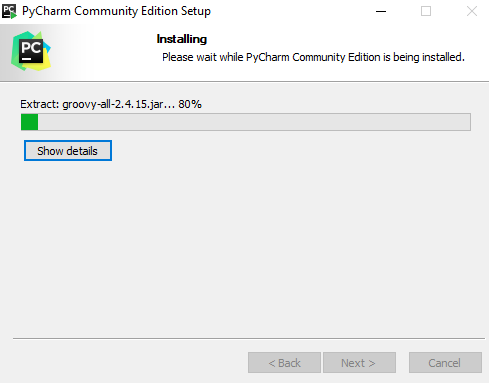 PC PyCharm Community Edition Setup
PC
Installing
Please wait while PyCharm Community Edition is being installed.
Extract: groovy-all-2.4.15.jar... 80%
Show details
< Back
Next >
Cancel